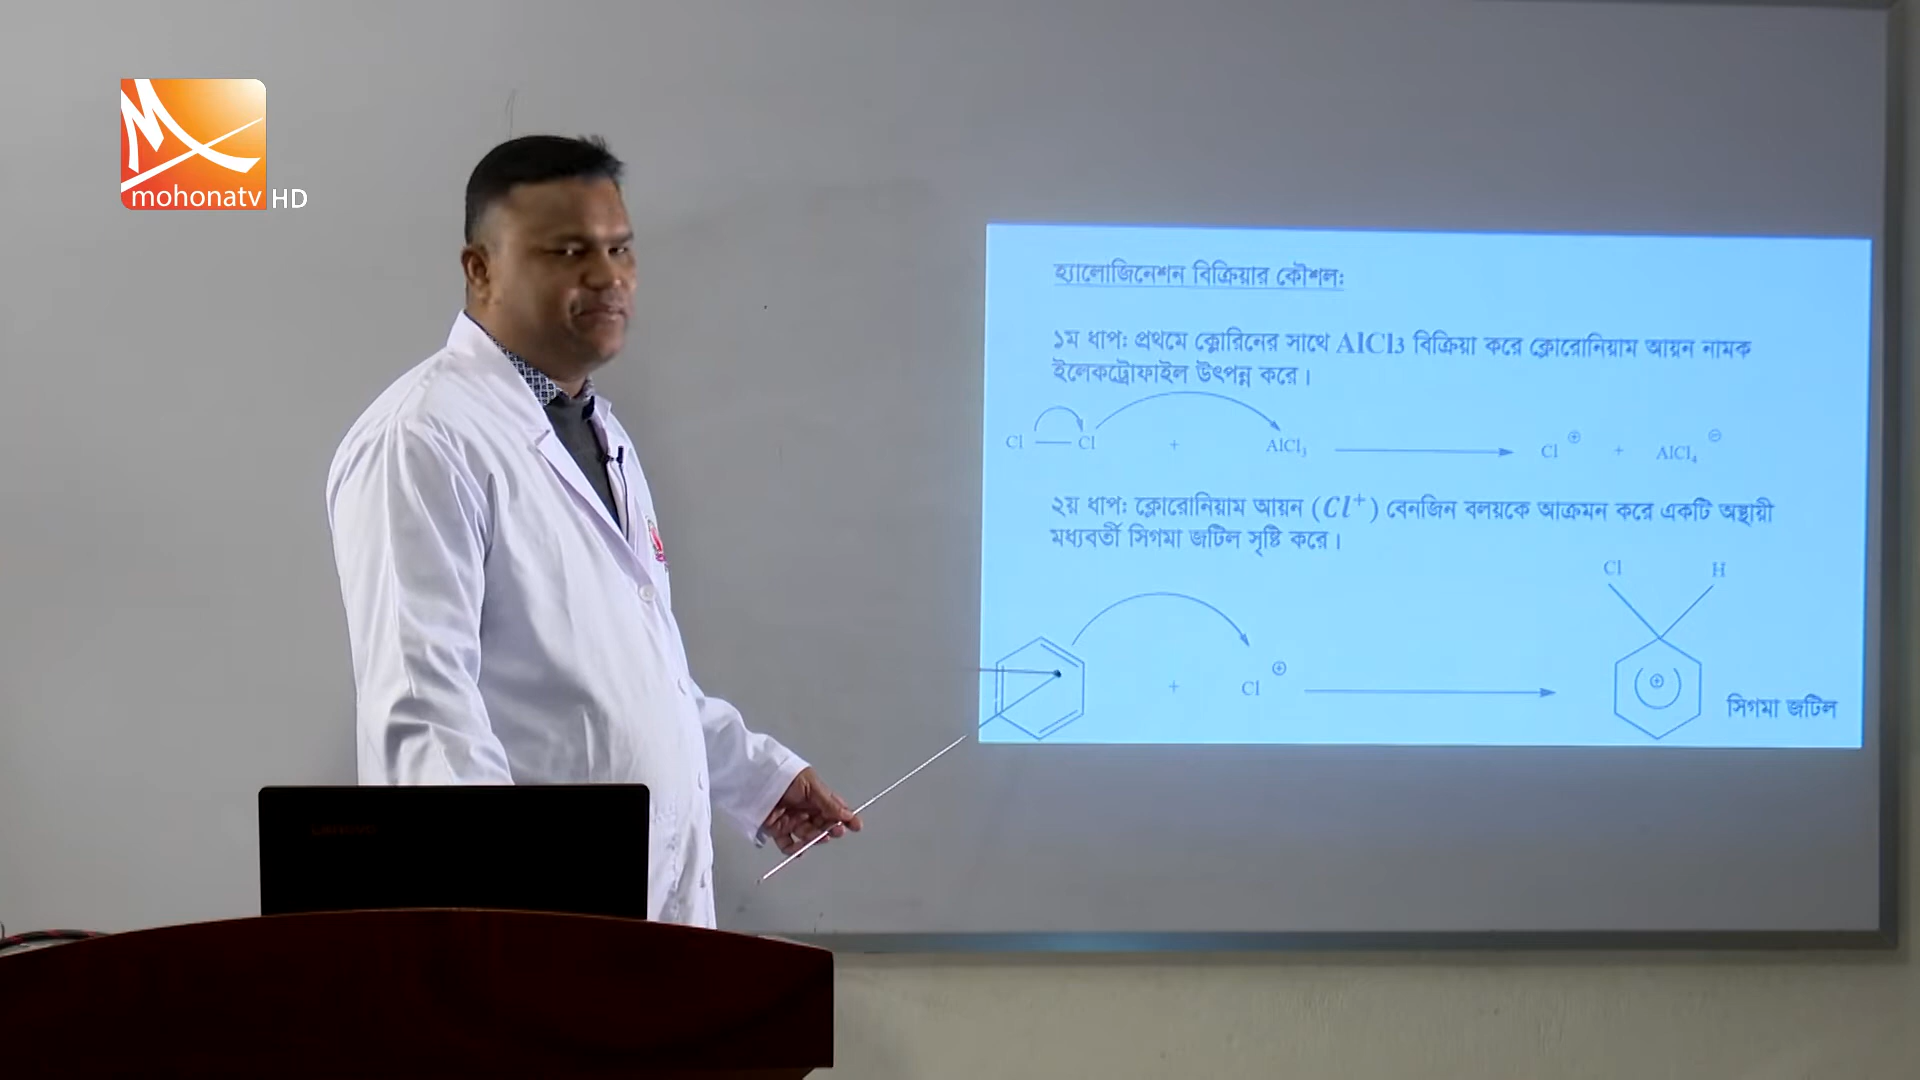 mohonatv HD
হ্যালোজিনেশন বিক্রিয়ার কৌশল:
১ম ধাপ: প্রথমে ক্লোরিনের সাথে AlCl3 বিক্রিয়া করে ক্লোরোনিয়াম আয়ন নামক
ইলেকট্রোফাইল উৎপন্ন করে।
Cl — Cl + AlCl₃ ⟶ Cl⊕ + AlCl₄⊖
২য় ধাপ: ক্লোরোনিয়াম আয়ন (Cl⁺) বেনজিন বলয়কে আক্রমন করে একটি অস্থায়ী
মধ্যবর্তী সিগমা জটিল সৃষ্টি করে।
Cl H
+ Cl⊕ ⟶ ⊕ সিগমা জটিল